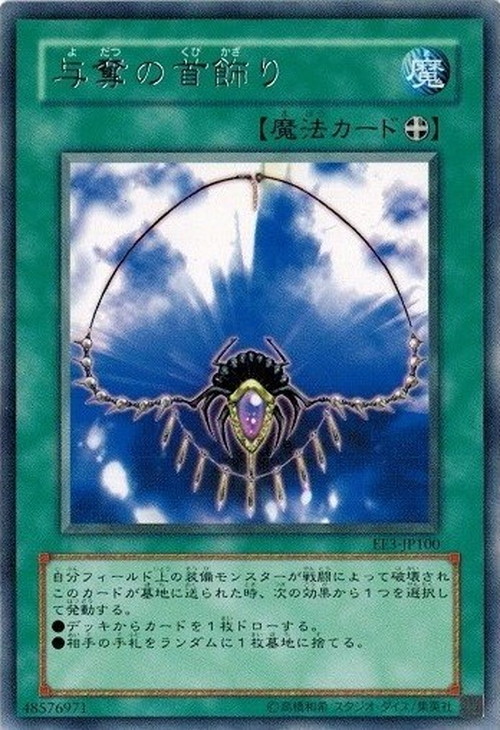 与奪の首飾り
魔
【魔法カード】
EE3-JP100
自分フィールド上の装備モンスターが戦闘によって破壊され
このカードが墓地に送られた時、次の効果から1つを選択し
て発動する。
●デッキからカードを1枚ドローする。
●相手の手札をランダムに1枚墓地に捨てる。
48576971
©高橋和希 スタジオ・ダイス/集英社